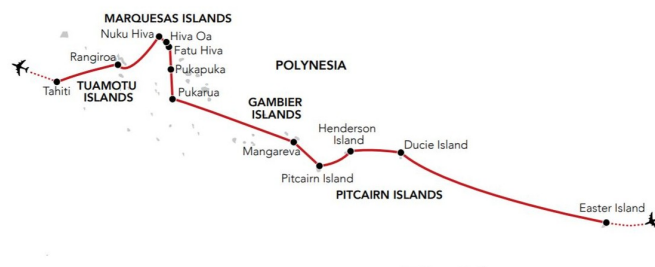 MARQUESAS ISLANDS
Nuku Hiva
Hiva Oa
Fatu Hiva
Rangiroa
Pukapuka
POLYNESIA
Tahiti
TUAMOTU
ISLANDS
Pukarua
GAMBIER
ISLANDS
Henderson
Island
Ducie Island
Mangareva
Pitcairn Island
PITCAIRN ISLANDS
Easter Island